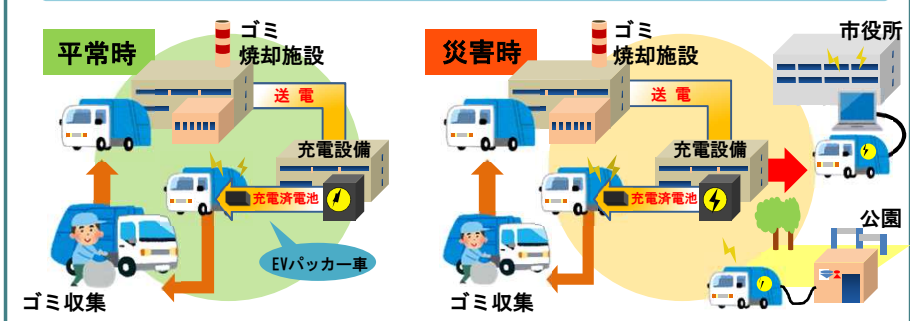 平常時
ゴミ
焼却施設
送電
充電設備
充電済電池
EVパッカー車
ゴミ収集
災害時
ゴミ
焼却施設
送電
市役所
充電設備
充電済電池
公園
ゴミ収集